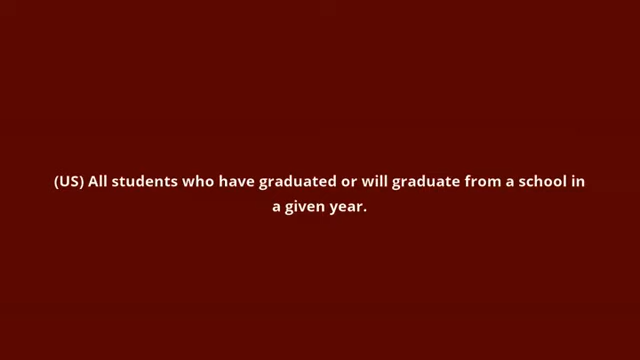 (US) All students who have graduated or will graduate from a school in
a given year.